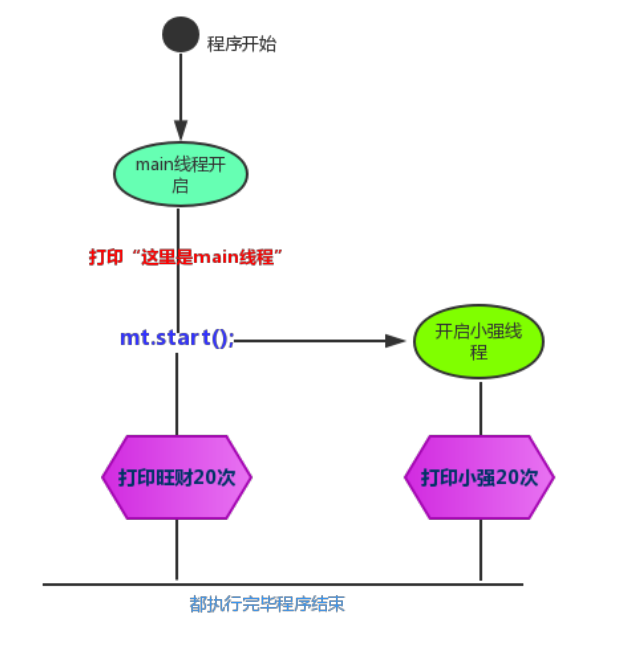 程序开始
main线程开
启
打印“这里是main线程”
mt.start();
开启小强线
程
打印旺财20次
打印小强20次
都执行完毕程序结束